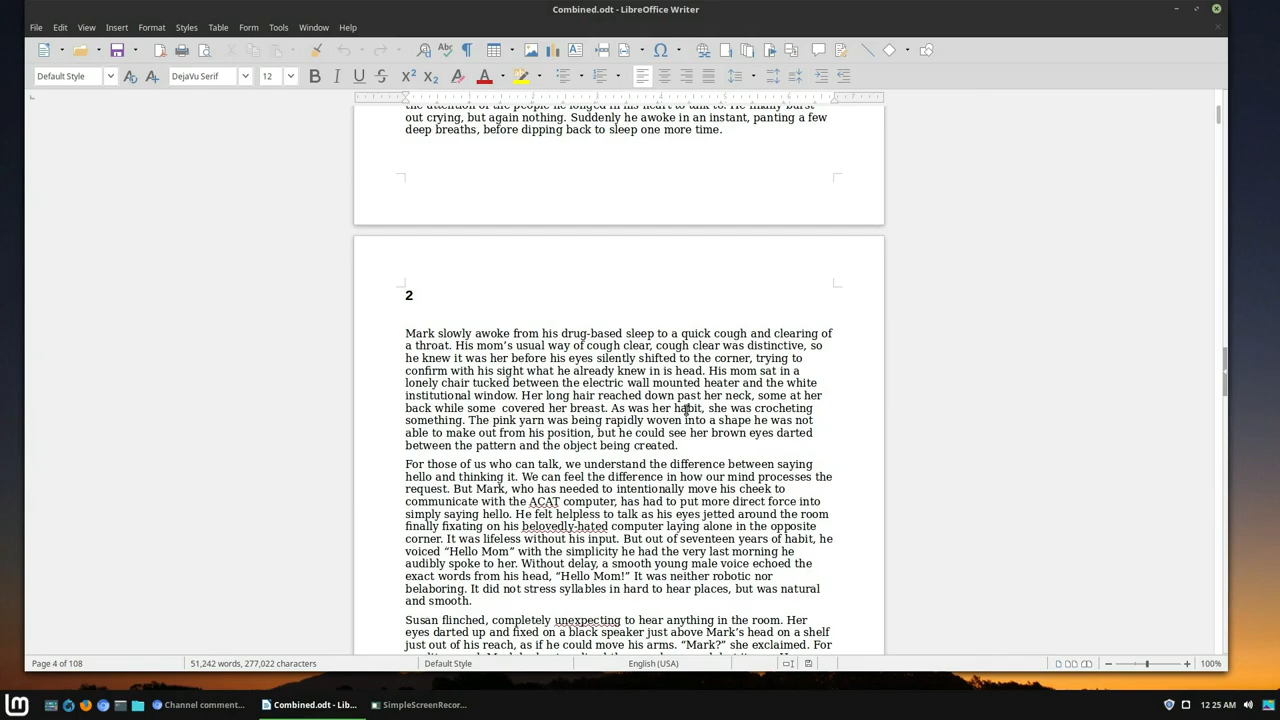 Combined.odt - LibreOffice Writer
File Edit View Insert Format Styles Table Form Tools Window Help
Default Style DejaVu Serif 12
out crying, but again nothing. Suddenly he awoke in an instant, panting a few
deep breaths, before dipping back to sleep one more time.
2
Mark slowly awoke from his drug-based sleep to a quick cough and clearing of
a throat. His mom’s usual way of cough clear, cough clear was distinctive, so
he knew it was her before his eyes silently shifted to the corner, trying to
confirm with his sight what he already knew in is head. His mom sat in a
lonely chair tucked between the electric wall mounted heater and the white
institutional window. Her long hair reached down past her neck, some at her
back while some  covered her breast. As was her habit, she was crocheting
something. The pink yarn was being rapidly woven into a shape he was not
able to make out from his position, but he could see her brown eyes darted
between the pattern and the object being created.
For those of us who can talk, we understand the difference between saying
hello and thinking it. We can feel the difference in how our mind processes the
request. But Mark, who has needed to intentionally move his cheek to
communicate with the ACAT computer, has had to put more direct force into
simply saying hello. He felt helpless to talk as his eyes jetted around the room
finally fixating on his belovedly-hated computer laying alone in the opposite
corner. It was lifeless without his input. But out of seventeen years of habit, he
voiced “Hello Mom” with the simplicity he had the very last morning he
audibly spoke to her. Without delay, a smooth young male voice echoed the
exact words from his head, “Hello Mom!” It was neither robotic nor
belaboring. It did not stress syllables in hard to hear places, but was natural
and smooth.
Susan flinched, completely unexpecting to hear anything in the room. Her
eyes darted up and fixed on a black speaker just above Mark’s head on a shelf
just out of his reach, as if he could move his arms. “Mark?” she exclaimed. For
Page 4 of 108 51,242 words, 277,022 characters Default Style English (USA) 100%
Channel comment... Combined.odt - Lib... SimpleScreenRecor... 12:25 AM